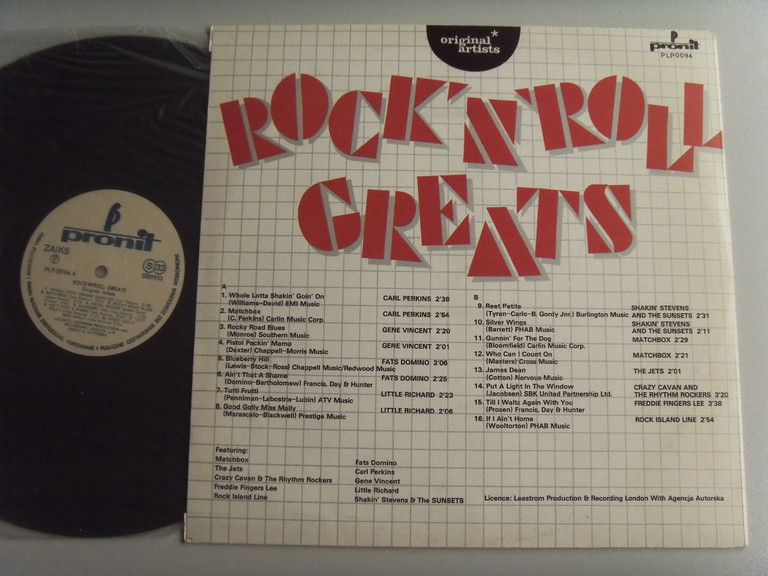 original*
artists
pronit
PLP0094
ROCK'N'ROLL
GREATS
A
1. Whole Lotta Shakin' Goin' On CARL PERKINS 2'38
(Williams-David) EMI Music
2. Matchbox CARL PERKINS 2'54
(C. Perkins) Carlin Music Corp.
3. Rocky Road Blues GENE VINCENT 2'20
(Monroe) Southern Music
4. Pistol Packin' Mama GENE VINCENT 2'01
(Dexter) Chappell-Morris Music
5. Blueberry Hill FATS DOMINO 3'06
(Lewis-Stock-Ross) Chappell Music/Redwood Music
6. Ain't That A Shame FATS DOMINO 2'25
(Domino-Bartholomew) Francis, Day & Hunter
7. Tutti Frutti LITTLE RICHARD 2'23
(Penniman-Labostrie-Lubin) ATV Music
8. Good Golly Miss Molly LITTLE RICHARD 2'06
(Marascalo-Blackwell) Prestige Music
B
9. Reet Petite SHAKIN' STEVENS
(Tyran-Carlo-B. Gordy Jnr.) Burlington Music AND THE SUNSETS 2'31
10. Silver Wings SHAKIN' STEVENS
(Barrett) PHAB Music AND THE SUNSETS 2'11
11. Gunnin' For The Dog MATCHBOX 2'29
(Bloomfield) Carlin Music Corp.
12. Who Can I Count On MATCHBOX 2'21
(Masters) Cross Music
13. James Dean THE JETS 2'01
(Cotton) Nervous Music
14. Put A Light In The Window CRAZY CAVAN AND
(Jacobsen) SBK United Partnership Ltd. THE RHYTHM ROCKERS 3'20
15. Till I Waltz Again With You FREDDIE FINGERS LEE 3'38
(Prosen) Francis, Day & Hunter
16. If I Ain't Home ROCK ISLAND LINE 2'54
(Wooltorton) PHAB Music
Featuring:
Matchbox
The Jets
Crazy Cavan & The Rhythm Rockers
Freddie Fingers Lee
Rock Island Line
Fats Domino
Carl Perkins
Gene Vincent
Little Richard
Shakin' Stevens & The SUNSETS
Licence: Leastrom Production & Recording London With Agencja Autorska
pronit
ZAIKS
PLP 0094 A
S 33
STEREO
ROCK'N'ROLL GREATS